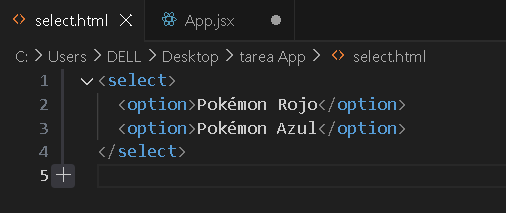 <> select.html × App.jsx ●
C: > Users > DELL > Desktop > tarea App > <> select.html
1 <select>
2 <option>Pokémon Rojo</option>
3 <option>Pokémon Azul</option>
4 </select>
5 +